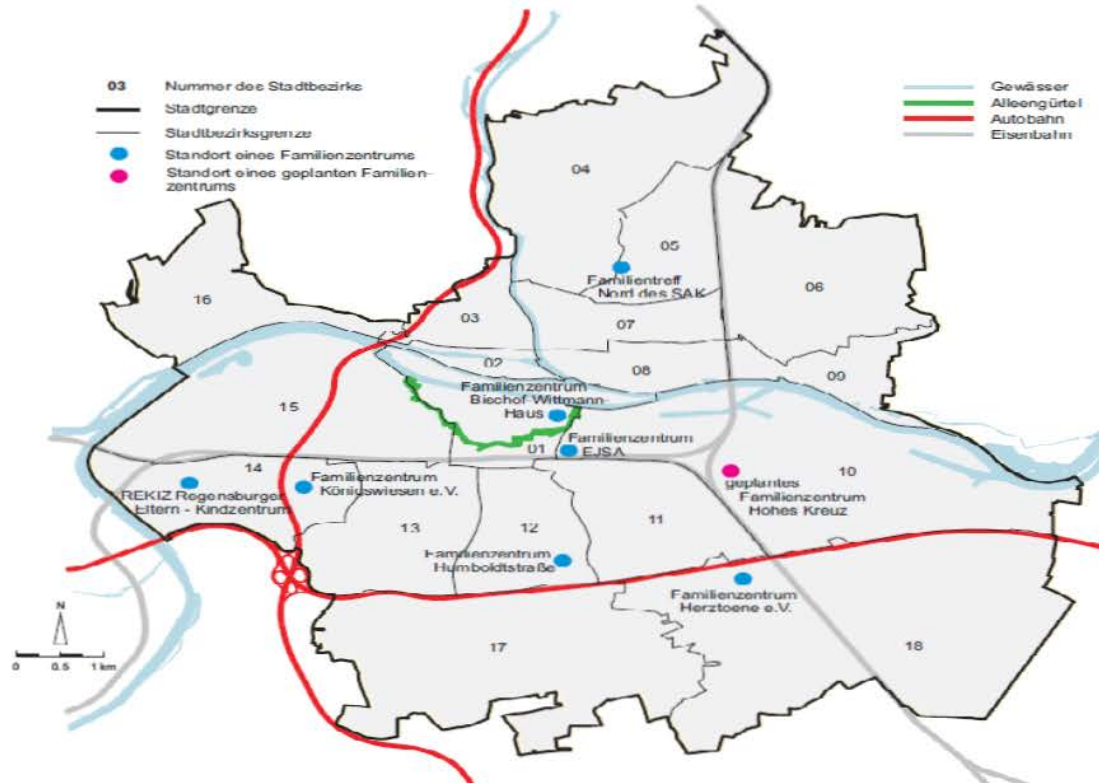 03 Nummer des Stadtbezirks
Stadtgrenze
Stadtbezirksgrenze
Standort eines Familienzentrums
Standort eines geplanten Familien-
zentrums
Gewässer
Alleengürtel
Autobahn
Eisenbahn
04
05
Familientreff
Nord des SAK
06
16
03
07
02
08
09
Familienzentrum
Bischof-Wittmann-
Haus
15
01
Familienzentrum
EJSA
14
REKIZ Regensburger
Eltern - Kindzentrum
Familienzentrum
Königswiesen e.V.
10
geplantes
Familienzentrum
Hohes Kreuz
13
12
11
Familienzentrum
Humboldtstraße
Familienzentrum
Herztoene e.V.
17
18
N
0 0.5 1 km